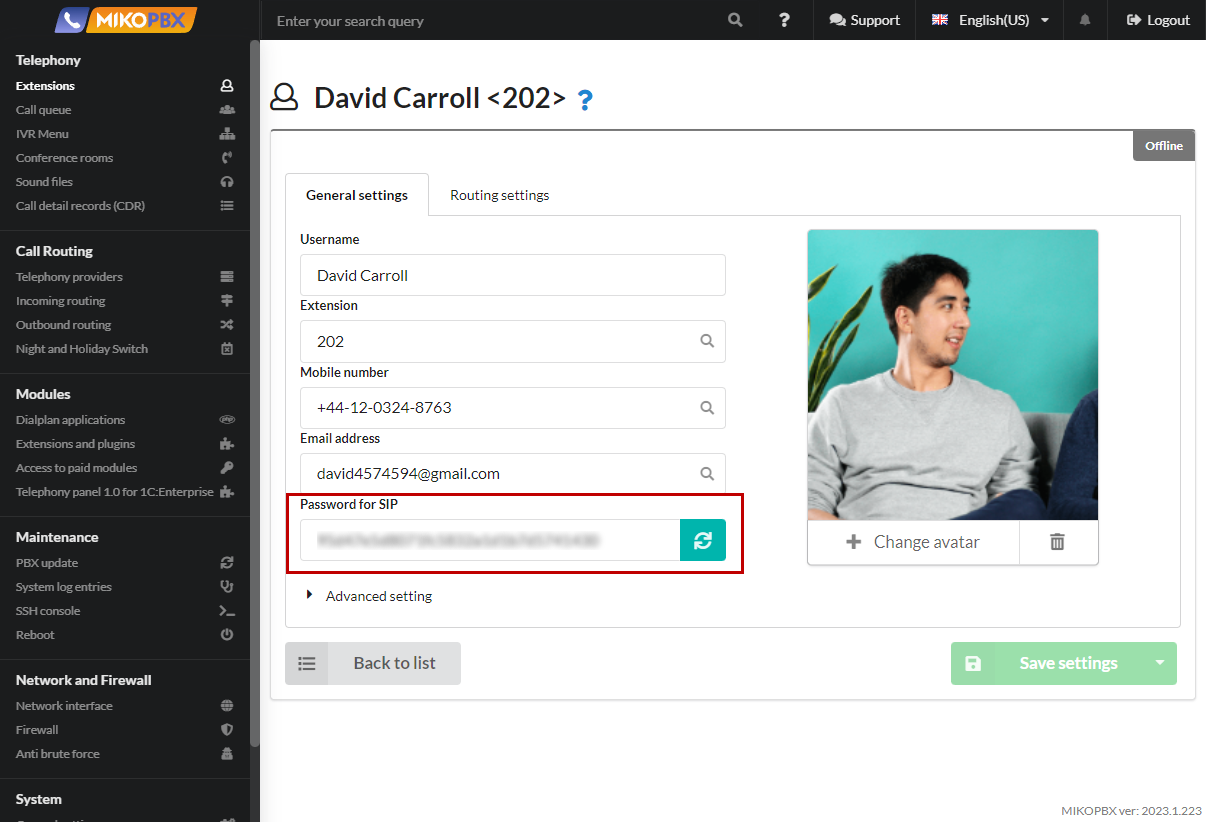 MIKOPBX
Enter your search query
Support
English(US)
Logout
Telephony
Extensions
Call queue
IVR Menu
Conference rooms
Sound files
Call detail records (CDR)
Call Routing
Telephony providers
Incoming routing
Outbound routing
Night and Holiday Switch
Modules
Dialplan applications
Extensions and plugins
Access to paid modules
Telephony panel 1.0 for 1C:Enterprise
Maintenance
PBX update
System log entries
SSH console
Reboot
Network and Firewall
Network interface
Firewall
Anti brute force
System
David Carroll <202> ?
Offline
General settings
Routing settings
Username
David Carroll
Extension
202
Mobile number
+44-12-0324-8763
Email address
david4574594@gmail.com
Password for SIP
Advanced setting
Change avatar
Back to list
Save settings
MIKOPBX ver: 2023.1.223